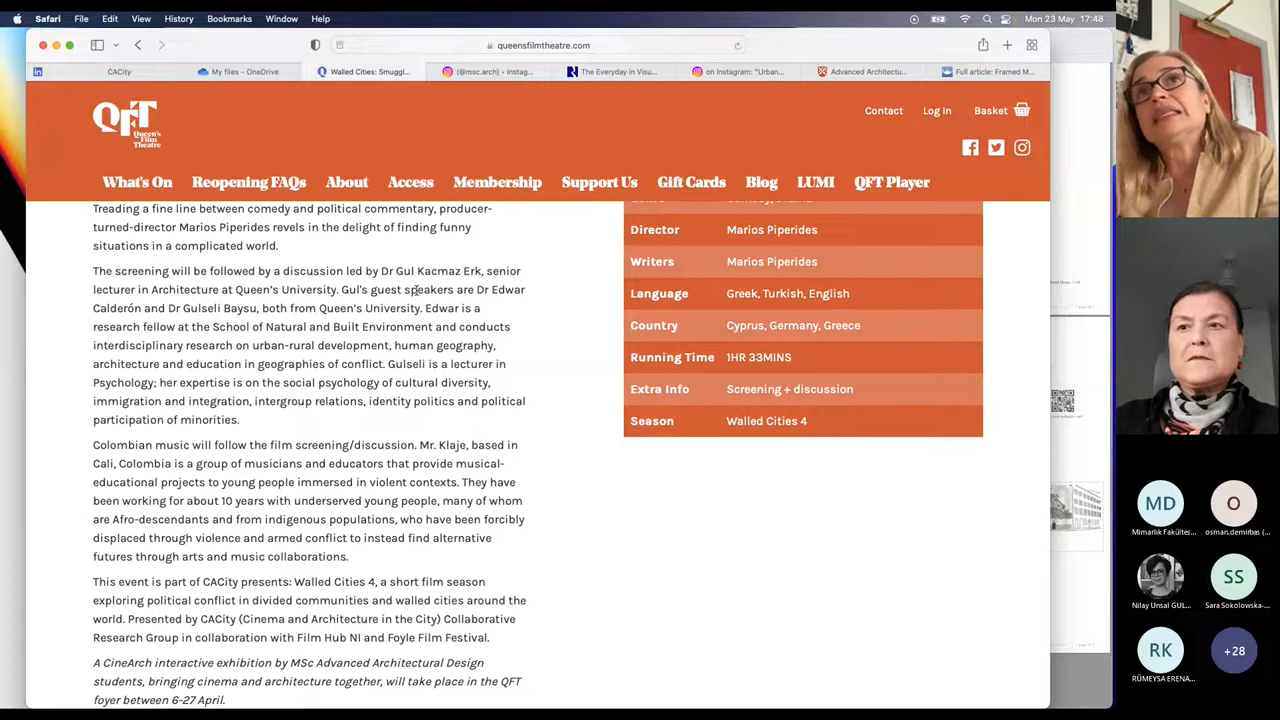 Safari File Edit View History Bookmarks Window Help Mon 23 May 17:48
queensfilmtheatre.com
CACity My files – OneDrive Walled Cities: Smuggl... (@msc.arch) • Instag... The Everyday in Visu... on Instagram: "Urban... Advanced Architectu... Full article: Framed M...
QFT
Queen's
Film
Theatre
Contact Log In Basket
What's On Reopening FAQs About Access Membership Support Us Gift Cards Blog LUMI QFT Player
Treading a fine line between comedy and political commentary, producer-
turned-director Marios Piperides revels in the delight of finding funny
situations in a complicated world.
The screening will be followed by a discussion led by Dr Gul Kacmaz Erk, senior
lecturer in Architecture at Queen's University. Gul's guest speakers are Dr Edwar
Calderón and Dr Gulseli Baysu, both from Queen's University. Edwar is a
research fellow at the School of Natural and Built Environment and conducts
interdisciplinary research on urban-rural development, human geography,
architecture and education in geographies of conflict. Gulseli is a lecturer in
Psychology; her expertise is on the social psychology of cultural diversity,
immigration and integration, intergroup relations, identity politics and political
participation of minorities.
Colombian music will follow the film screening/discussion. Mr. Klaje, based in
Cali, Colombia is a group of musicians and educators that provide musical-
educational projects to young people immersed in violent contexts. They have
been working for about 10 years with underserved young people, many of whom
are Afro-descendants and from indigenous populations, who have been forcibly
displaced through violence and armed conflict to instead find alternative
futures through arts and music collaborations.
This event is part of CACity presents: Walled Cities 4, a short film season
exploring political conflict in divided communities and walled cities around the
world. Presented by CACity (Cinema and Architecture in the City) Collaborative
Research Group in collaboration with Film Hub NI and Foyle Film Festival.
A CineArch interactive exhibition by MSc Advanced Architectural Design
students, bringing cinema and architecture together, will take place in the QFT
foyer between 6-27 April.
Director Marios Piperides
Writers Marios Piperides
Language Greek, Turkish, English
Country Cyprus, Germany, Greece
Running Time 1HR 33MINS
Extra Info Screening + discussion
Season Walled Cities 4
MD O
Mimarlık Fakültes... osman.demirbas (...
SS
Nilay Unsal GUL... Sara Sokolowska-...
RK +28
RÜMEYSA ERENA...